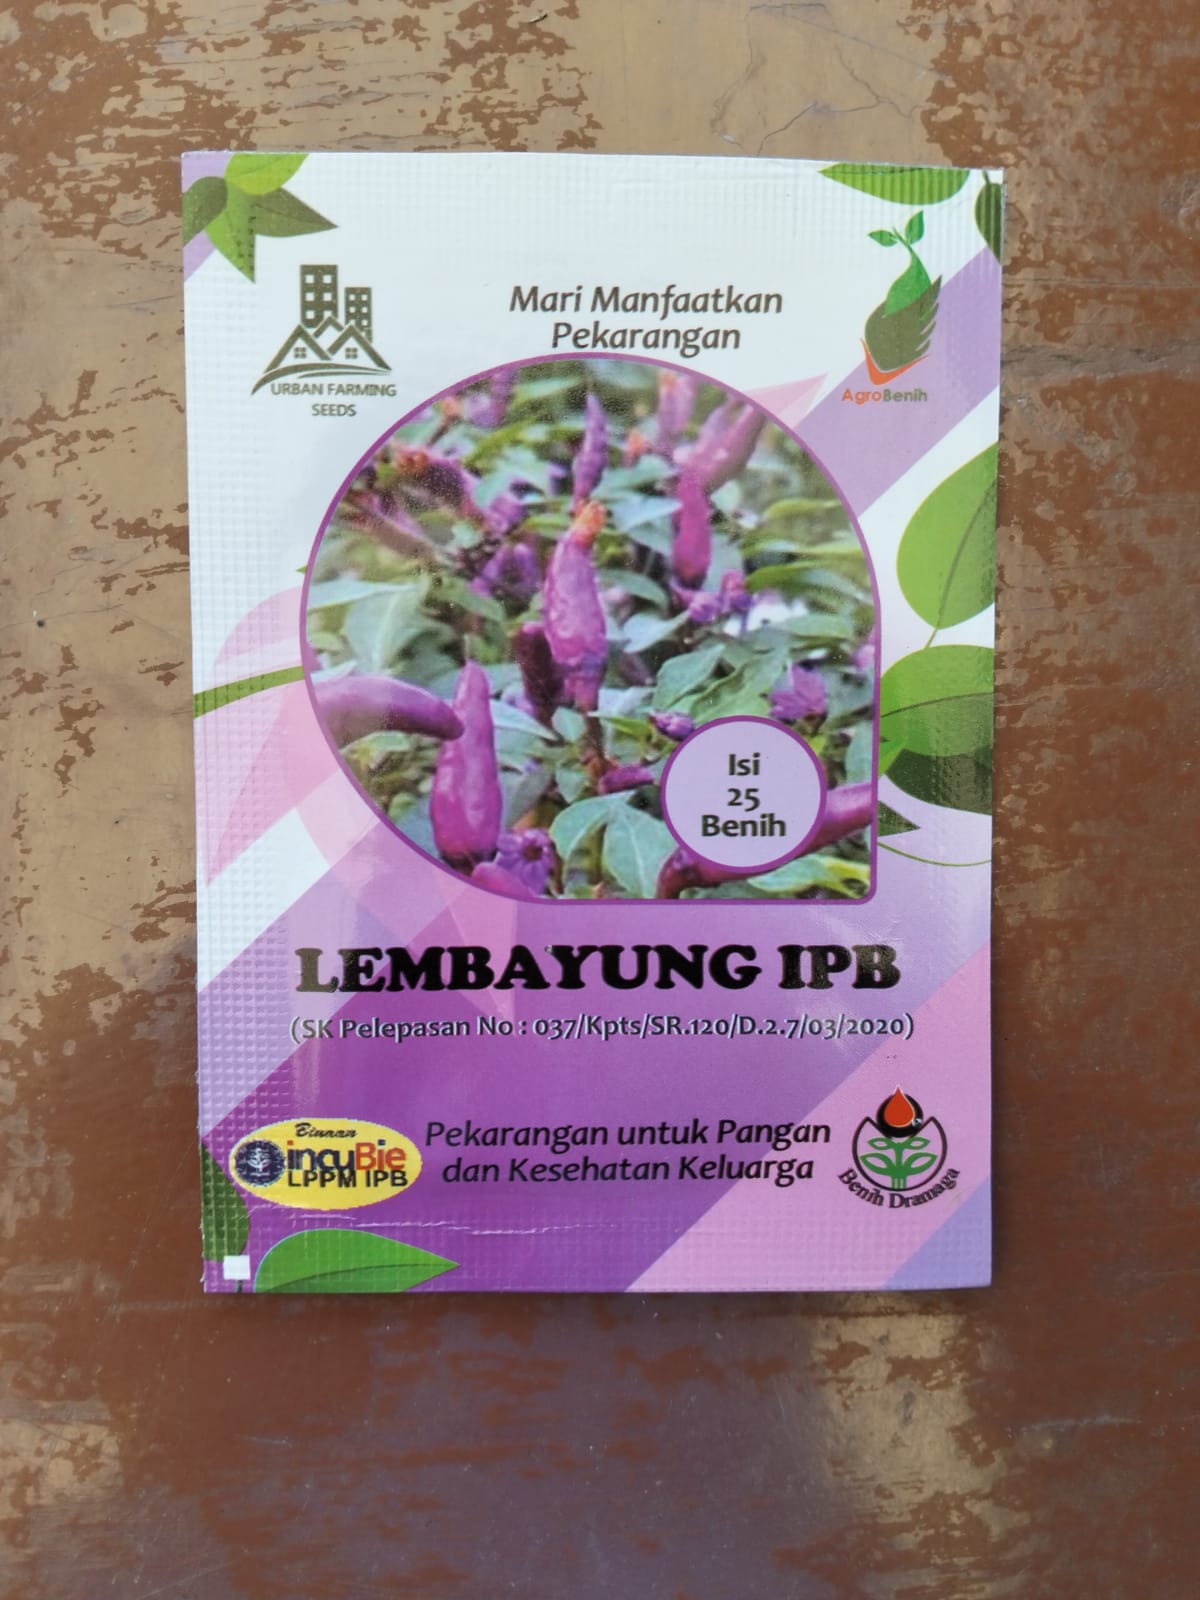 Mari Manfaatkan
Pekarangan
URBAN FARMING
SEEDS
AgroBenih
Isi
25
Benih
LEMBAYUNG IPB
(SK Pelepasan No : 037/Kpts/SR.120/D.2.7/03/2020)
Binaan
incuBie
LPPM IPB
Pekarangan untuk Pangan
dan Kesehatan Keluarga
Benih Dramaga